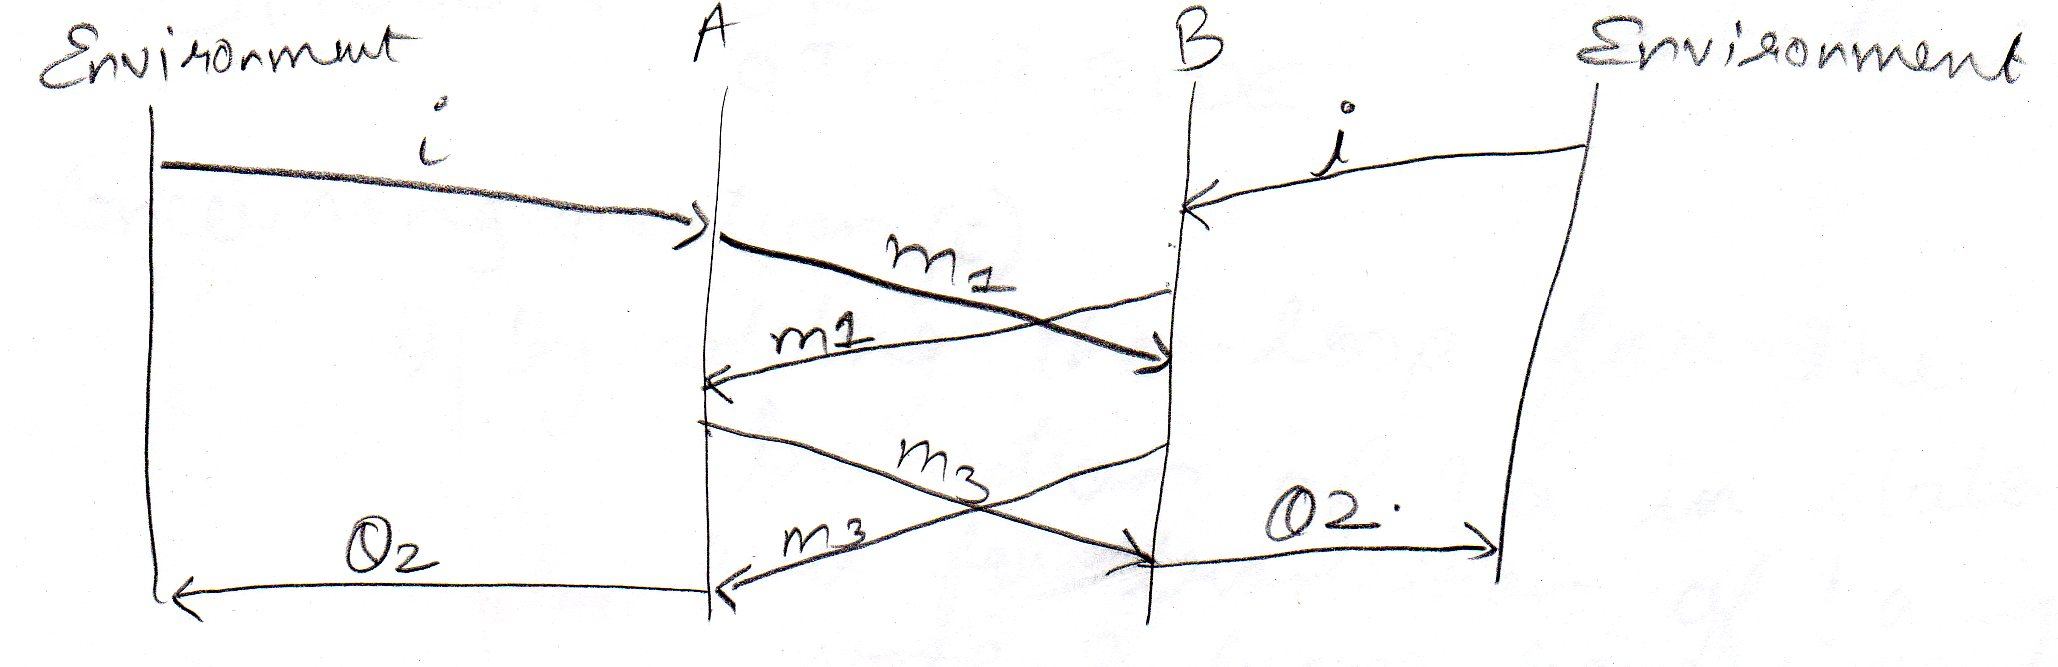 Environment A B Environment
i j
m1
m1
m3
m3 O2.
O2